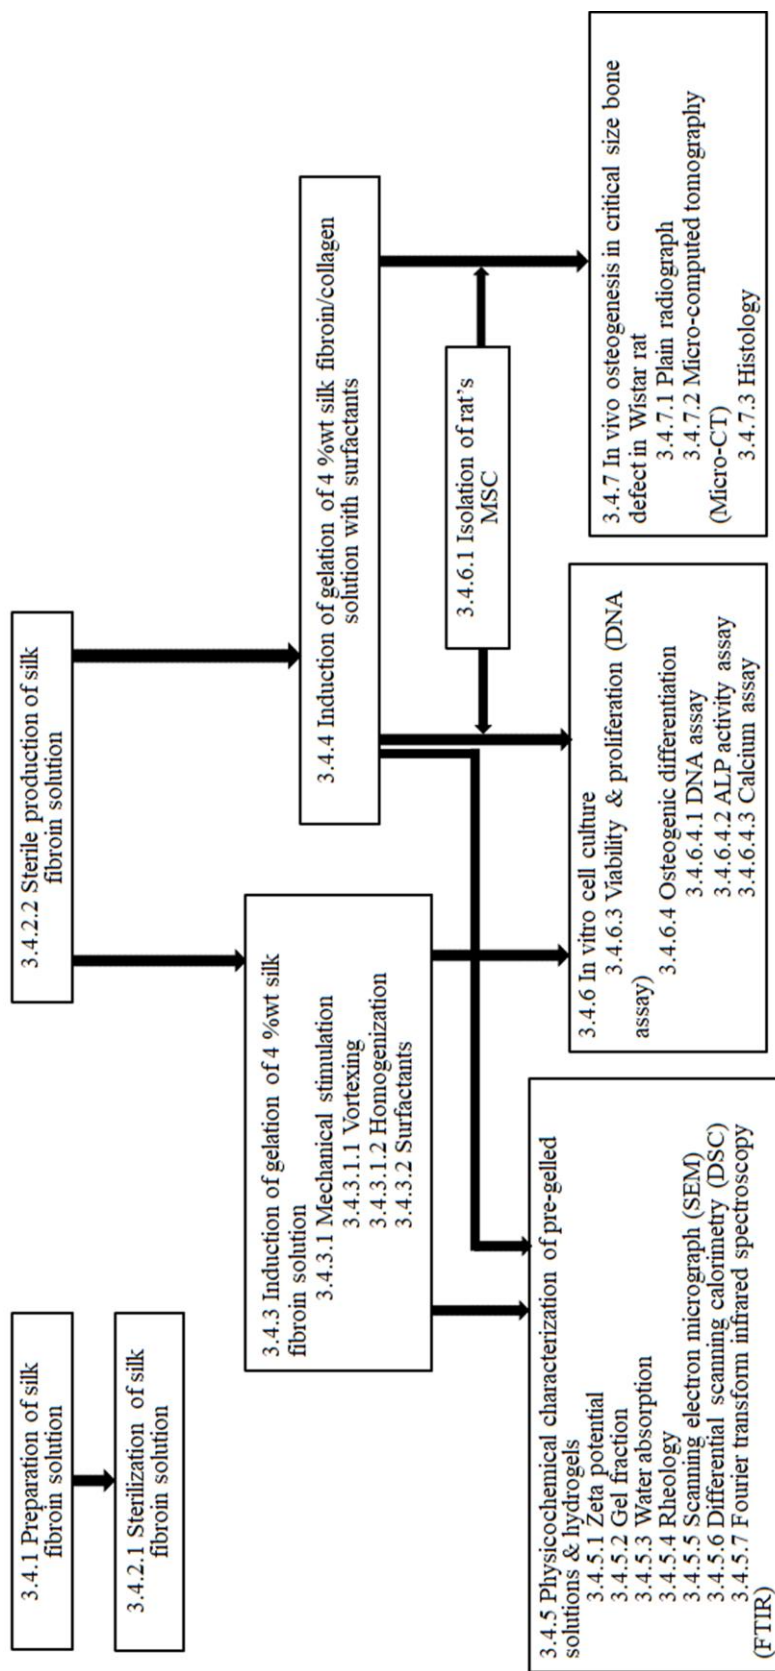 3.4.1 Preparation of silk
fibroin solution
3.4.2.1 Sterilization of silk
fibroin solution
3.4.2.2 Sterile production of silk
fibroin solution
3.4.3 Induction of gelation of 4 %wt silk
fibroin solution
3.4.3.1 Mechanical stimulation
3.4.3.1.1 Vortexing
3.4.3.1.2 Homogenization
3.4.3.2 Surfactants
3.4.4 Induction of gelation of 4 %wt silk fibroin/collagen
solution with surfactants
3.4.6.1 Isolation of rat's
MSC
3.4.5 Physicochemical characterization of pre-gelled
solutions & hydrogels
3.4.5.1 Zeta potential
3.4.5.2 Gel fraction
3.4.5.3 Water absorption
3.4.5.4 Rheology
3.4.5.5 Scanning electron micrograph (SEM)
3.4.5.6 Differential scanning calorimetry (DSC)
3.4.5.7 Fourier transform infrared spectroscopy
(FTIR)
3.4.6 In vitro cell culture
3.4.6.3 Viability & proliferation (DNA
assay)
3.4.6.4 Osteogenic differentiation
3.4.6.4.1 DNA assay
3.4.6.4.2 ALP activity assay
3.4.6.4.3 Calcium assay
3.4.7 In vivo osteogenesis in critical size bone
defect in Wistar rat
3.4.7.1 Plain radiograph
3.4.7.2 Micro-computed tomography
(Micro-CT)
3.4.7.3 Histology